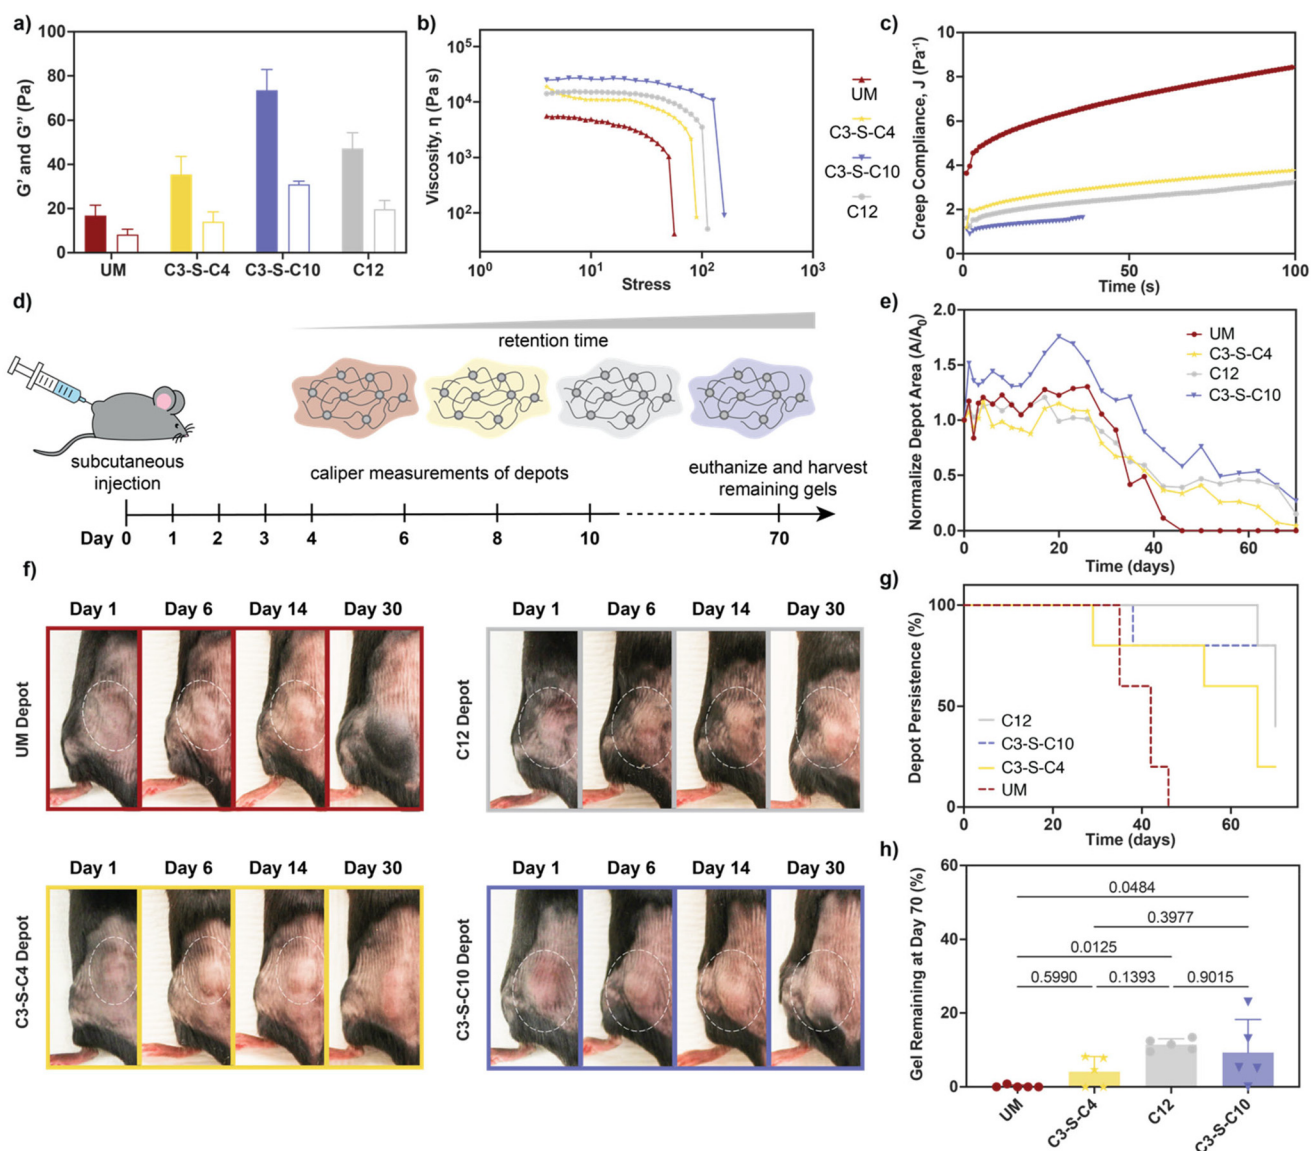 a)
G' and G'' (Pa)
100
80
60
40
20
0
UM
C3-S-C4
C3-S-C10
C12
b)
Viscosity, η (Pa s)
10⁵
10⁴
10³
10²
10⁰
10¹
10²
10³
Stress
UM
C3-S-C4
C3-S-C10
C12
c)
Creep Compliance, J (Pa⁻¹)
10
8
6
4
2
0
0
50
100
Time (s)
d)
retention time
subcutaneous
injection
caliper measurements of depots
euthanize and harvest
remaining gels
Day 0 1 2 3 4 6 8 10 70
e)
Normalize Depot Area (A/A₀)
2.0
1.5
1.0
0.5
0.0
0
20
40
60
Time (days)
UM
C3-S-C4
C12
C3-S-C10
f)
Day 1 Day 6 Day 14 Day 30
UM Depot
Day 1 Day 6 Day 14 Day 30
C12 Depot
Day 1 Day 6 Day 14 Day 30
C3-S-C4 Depot
Day 1 Day 6 Day 14 Day 30
C3-S-C10 Depot
g)
Depot Persistence (%)
100
50
0
0
20
40
60
Time (days)
C12
C3-S-C10
C3-S-C4
UM
h)
Gel Remaining at Day 70 (%)
60
40
20
0
0.0484
0.3977
0.0125
0.5990 0.1393 0.9015
UM
C3-S-C4
C12
C3-S-C10